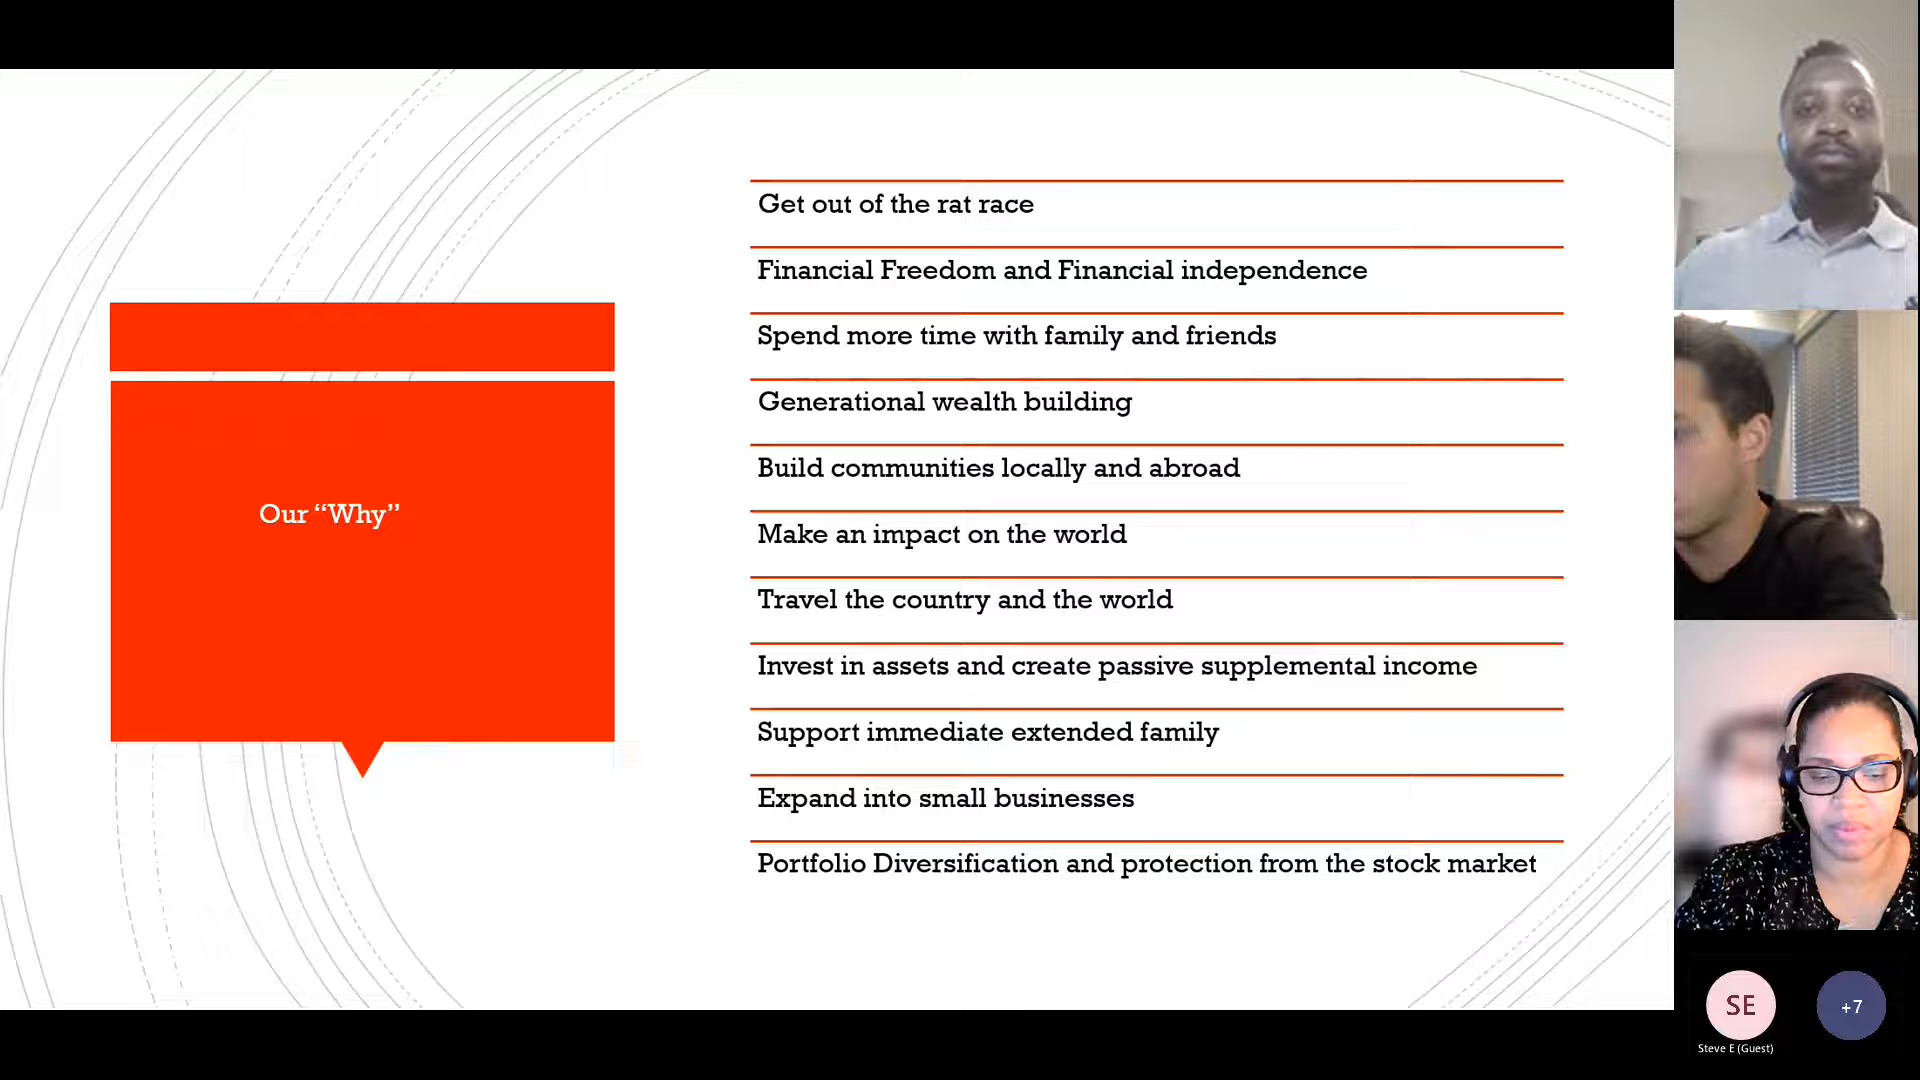 Our “Why”
Get out of the rat race
Financial Freedom and Financial independence
Spend more time with family and friends
Generational wealth building
Build communities locally and abroad
Make an impact on the world
Travel the country and the world
Invest in assets and create passive supplemental income
Support immediate extended family
Expand into small businesses
Portfolio Diversification and protection from the stock market
SE
+7
Steve E (Guest)